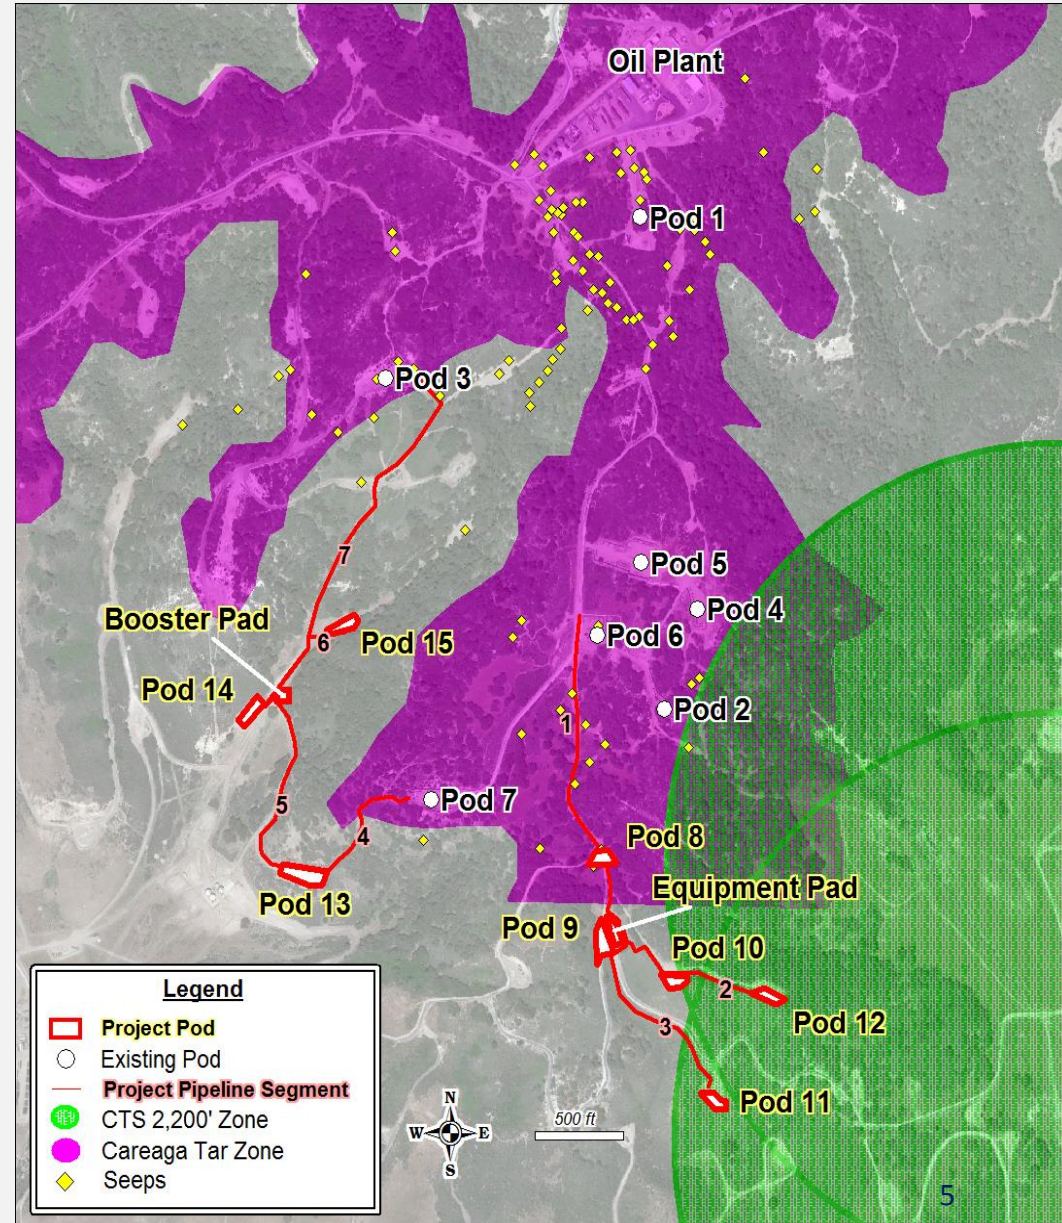 Oil Plant
Pod 1
Pod 3
Pod 5
7
Pod 4
Booster Pad
Pod 6
6
Pod 15
Pod 14
Pod 2
1
5
Pod 7
4
Pod 8
Equipment Pad
Pod 13
Pod 9
Pod 10
2
Pod 12
3
Pod 11
Legend
Project Pod
Existing Pod
Project Pipeline Segment
CTS 2,200' Zone
Careaga Tar Zone
Seeps
N
W E
S
500 ft
5